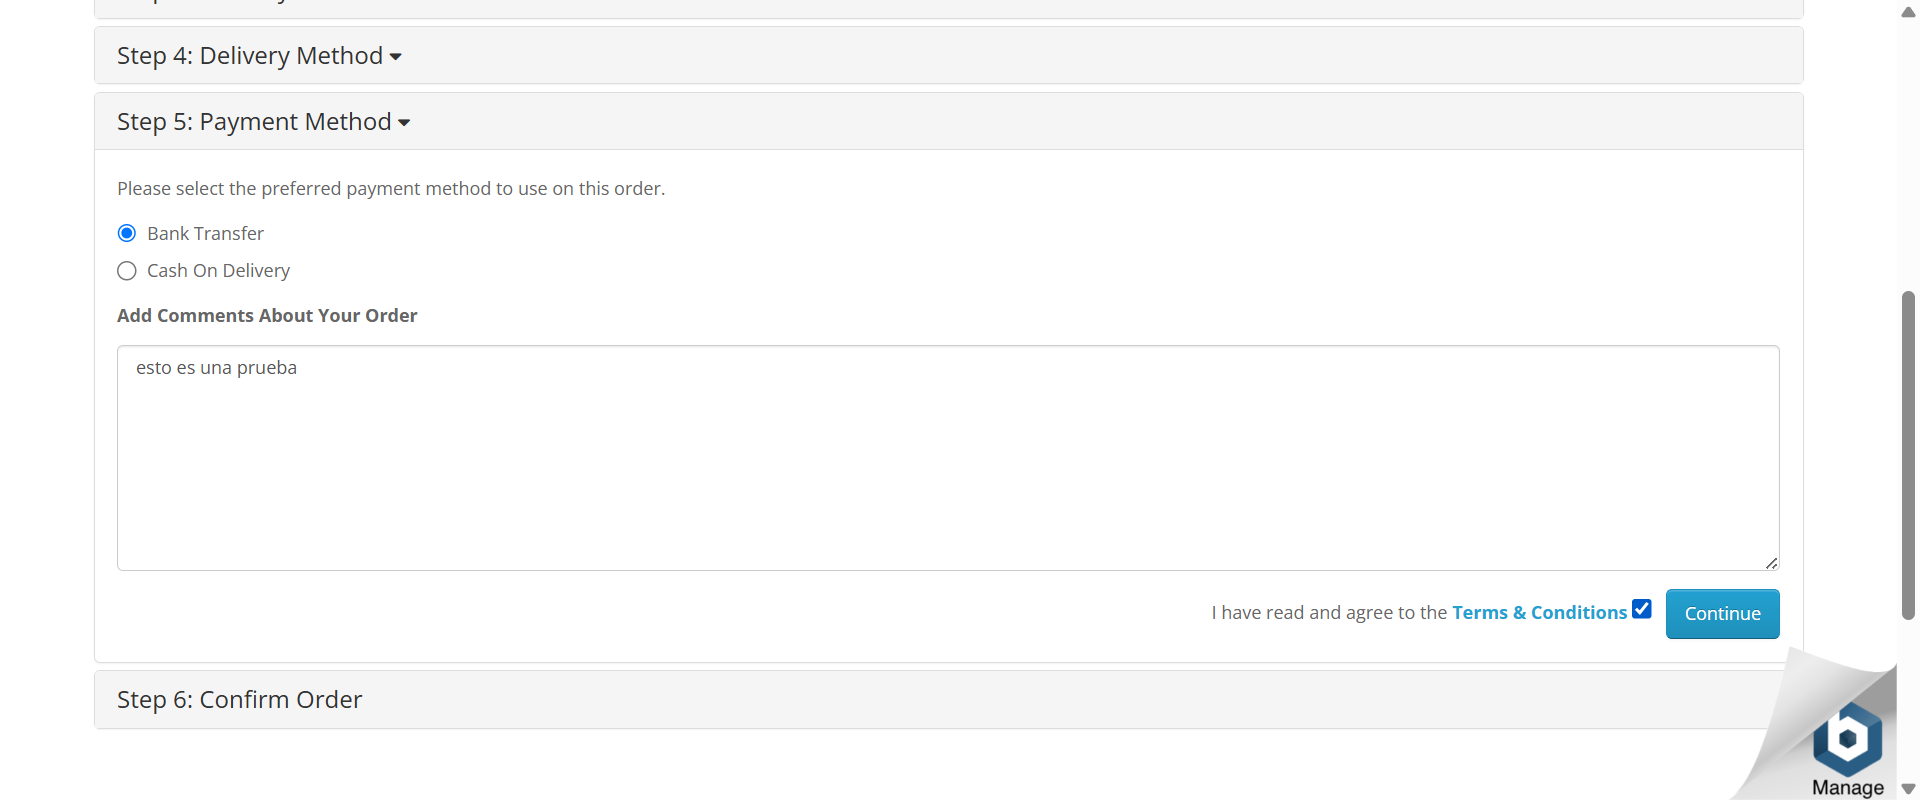 Step 4: Delivery Method
Step 5: Payment Method
Please select the preferred payment method to use on this order.
Bank Transfer
Cash On Delivery
Add Comments About Your Order
esto es una prueba
I have read and agree to the Terms & Conditions
Continue
Step 6: Confirm Order
b
Manage